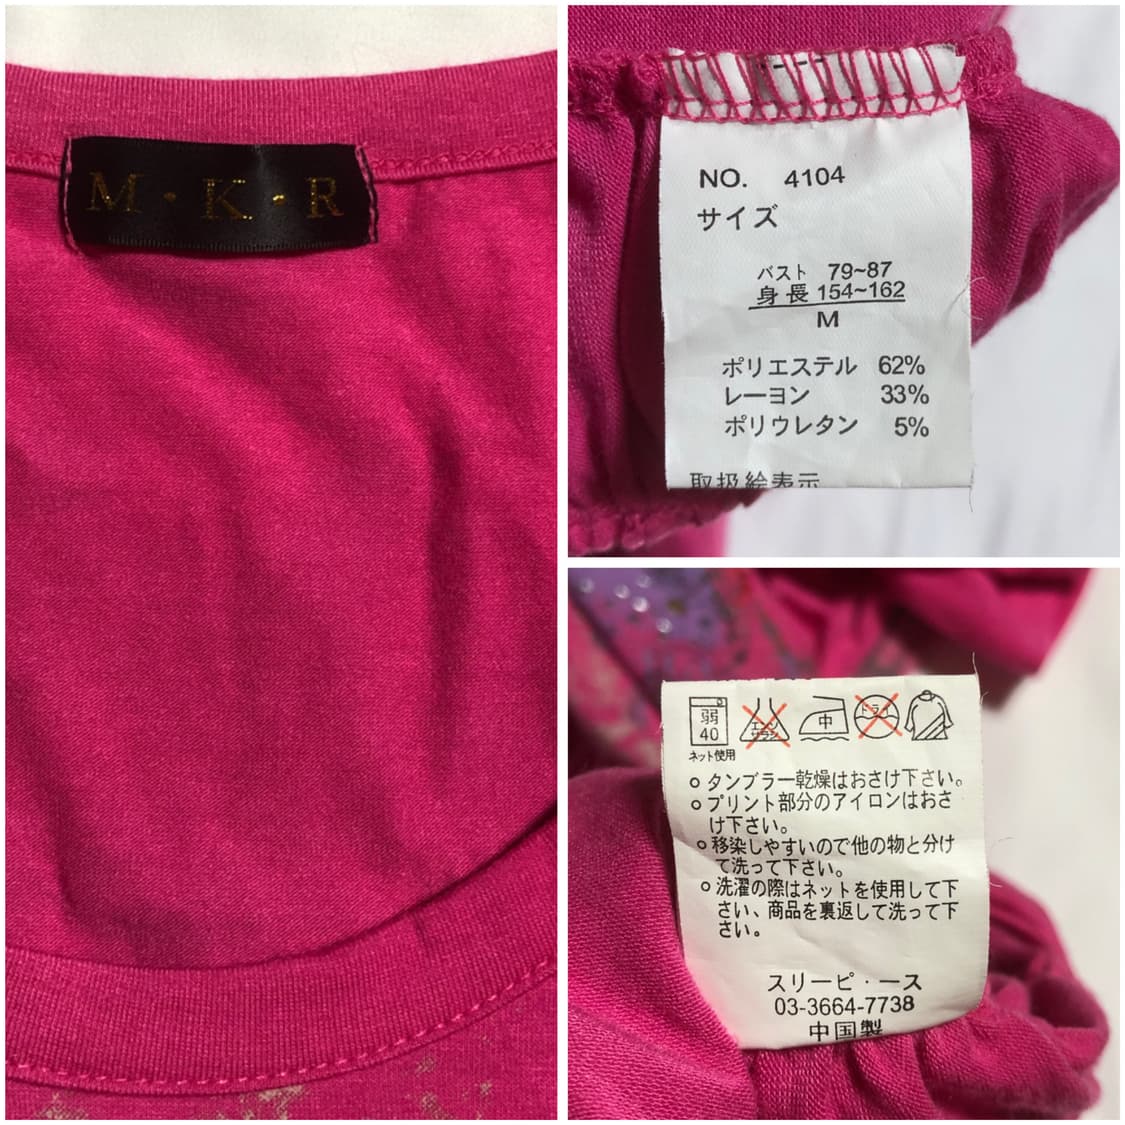 M・K・R
NO. 4104
サイズ
バスト 79~87
身長 154~162
M
ポリエステル 62%
レーヨン 33%
ポリウレタン 5%
取扱絵表示
弱
40
ネット使用
エンソ
サラシ
中
ドライ
○ タンブラー乾燥はおさけ下さい。
○ プリント部分のアイロンはおさ
け下さい。
○ 移染しやすいので他の物と分け
て洗って下さい。
○ 洗濯の際はネットを使用して下
さい、商品を裏返して洗って下
さい。
スリーピ・ース
03-3664-7738
中国製